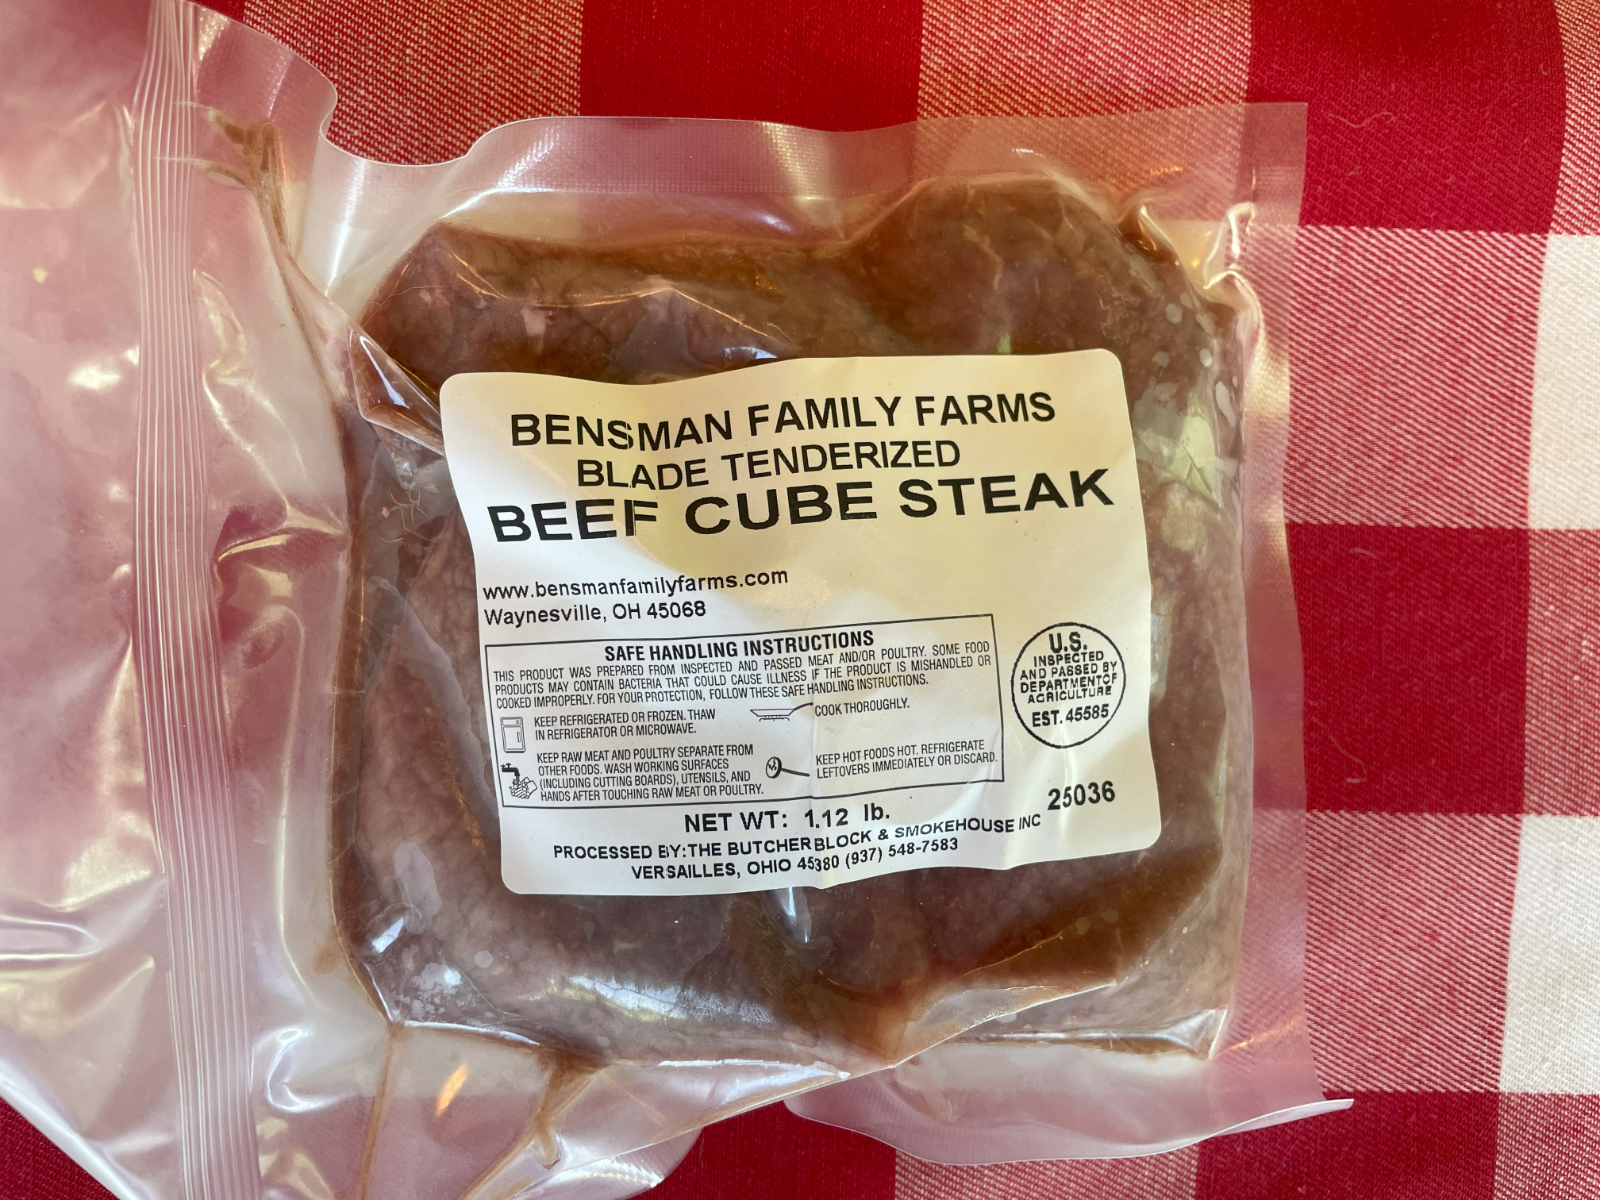 BENSMAN FAMILY FARMS
BLADE TENDERIZED
BEEF CUBE STEAK
www.bensmanfamilyfarms.com
Waynesville, OH 45068
SAFE HANDLING INSTRUCTIONS
THIS PRODUCT WAS PREPARED FROM INSPECTED AND PASSED MEAT AND/OR POULTRY. SOME FOOD
PRODUCTS MAY CONTAIN BACTERIA THAT COULD CAUSE ILLNESS IF THE PRODUCT IS MISHANDLED OR
COOKED IMPROPERLY. FOR YOUR PROTECTION, FOLLOW THESE SAFE HANDLING INSTRUCTIONS.
KEEP REFRIGERATED OR FROZEN. THAW
IN REFRIGERATOR OR MICROWAVE.
COOK THOROUGHLY.
KEEP RAW MEAT AND POULTRY SEPARATE FROM
OTHER FOODS. WASH WORKING SURFACES
(INCLUDING CUTTING BOARDS), UTENSILS, AND
HANDS AFTER TOUCHING RAW MEAT OR POULTRY.
KEEP HOT FOODS HOT. REFRIGERATE
LEFTOVERS IMMEDIATELY OR DISCARD.
U.S.
INSPECTED
AND PASSED BY
DEPARTMENT OF
AGRICULTURE
EST. 45585
25036
NET WT: 1.12 lb.
PROCESSED BY:THE BUTCHER BLOCK & SMOKEHOUSE INC
VERSAILLES, OHIO 45380 (937) 548-7583